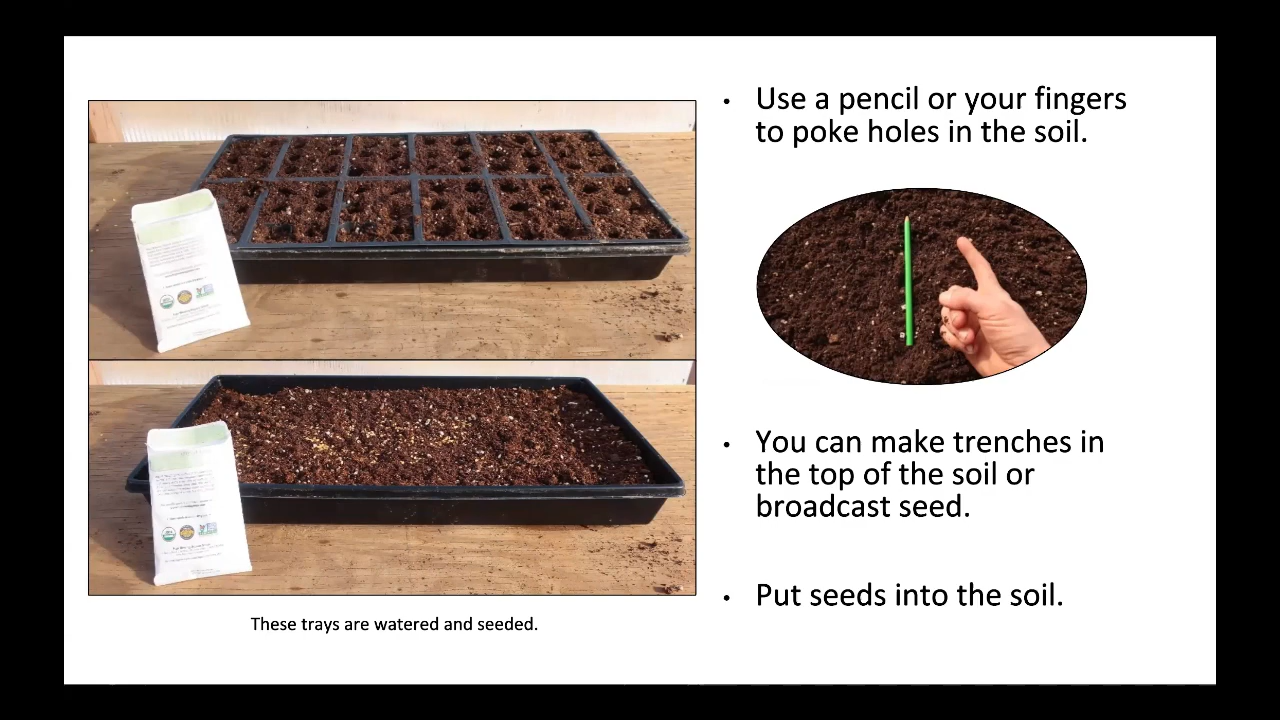 • Use a pencil or your fingers
to poke holes in the soil.
• You can make trenches in
the top of the soil or
broadcast seed.
• Put seeds into the soil.
These trays are watered and seeded.